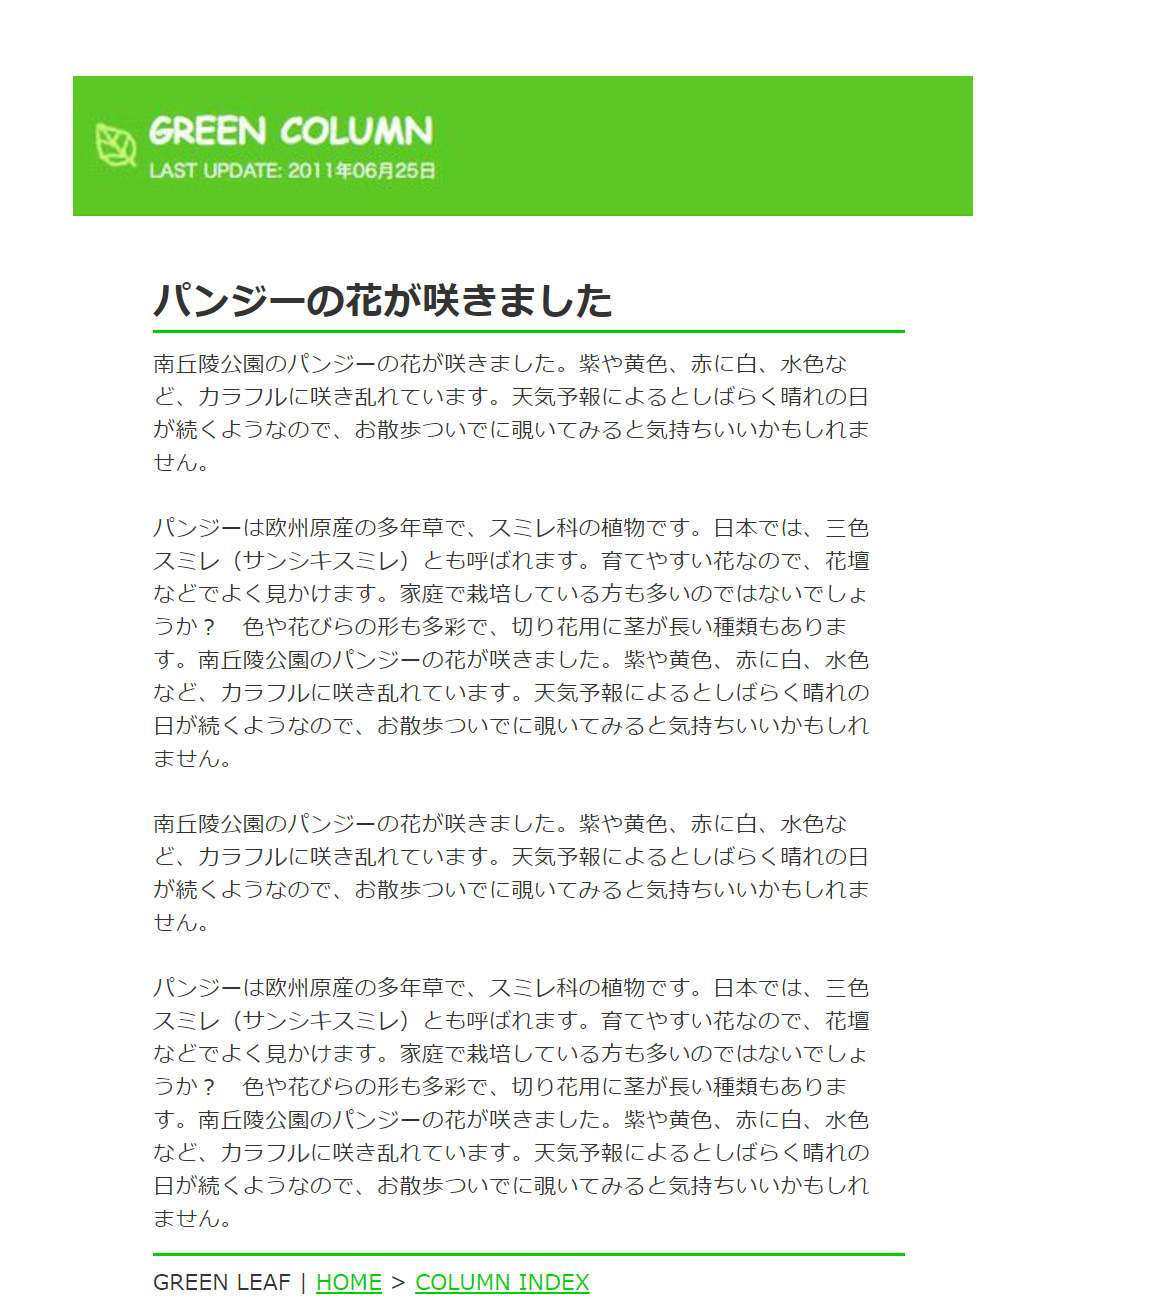 GREEN COLUMN
LAST UPDATE: 2011年06月25日
パンジーの花が咲きました
南丘陵公園のパンジーの花が咲きました。紫や黄色、赤に白、水色な
ど、カラフルに咲き乱れています。天気予報によるとしばらく晴れの日
が続くようなので、お散歩ついでに覗いてみると気持ちいいかもしれま
せん。
パンジーは欧州原産の多年草で、スミレ科の植物です。日本では、三色
スミレ（サンシキスミレ）とも呼ばれます。育てやすい花なので、花壇
などでよく見かけます。家庭で栽培している方も多いのではないでしょ
うか？　色や花びらの形も多彩で、切り花用に茎が長い種類もありま
す。南丘陵公園のパンジーの花が咲きました。紫や黄色、赤に白、水色
など、カラフルに咲き乱れています。天気予報によるとしばらく晴れの
日が続くようなので、お散歩ついでに覗いてみると気持ちいいかもしれ
ません。
南丘陵公園のパンジーの花が咲きました。紫や黄色、赤に白、水色な
ど、カラフルに咲き乱れています。天気予報によるとしばらく晴れの日
が続くようなので、お散歩ついでに覗いてみると気持ちいいかもしれま
せん。
パンジーは欧州原産の多年草で、スミレ科の植物です。日本では、三色
スミレ（サンシキスミレ）とも呼ばれます。育てやすい花なので、花壇
などでよく見かけます。家庭で栽培している方も多いのではないでしょ
うか？　色や花びらの形も多彩で、切り花用に茎が長い種類もありま
す。南丘陵公園のパンジーの花が咲きました。紫や黄色、赤に白、水色
など、カラフルに咲き乱れています。天気予報によるとしばらく晴れの
日が続くようなので、お散歩ついでに覗いてみると気持ちいいかもしれ
ません。
GREEN LEAF | HOME > COLUMN INDEX